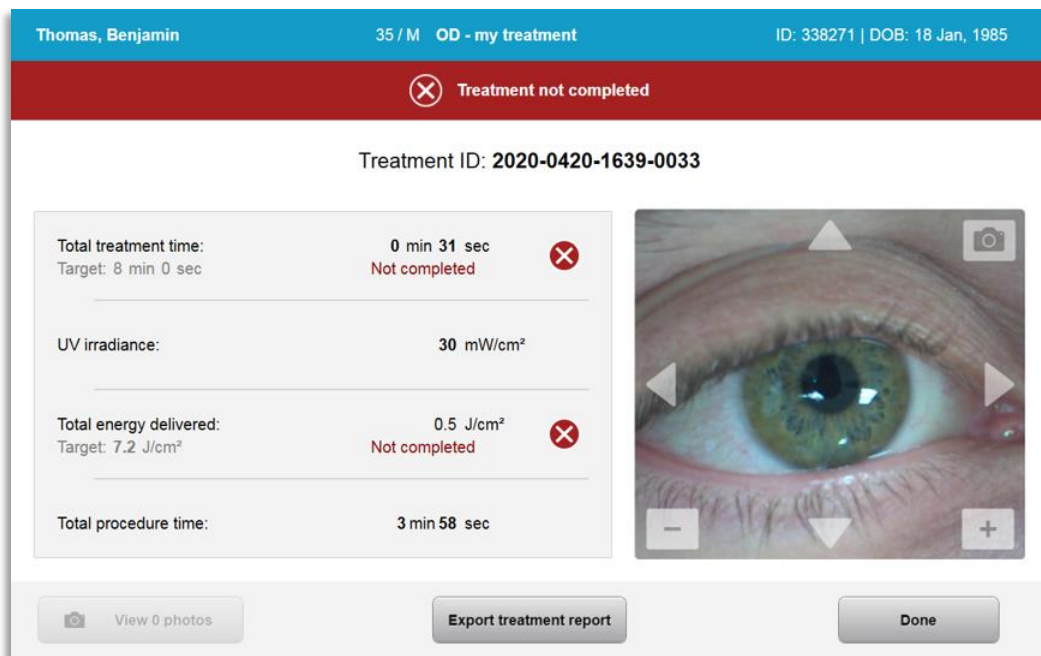 Thomas, Benjamin 35 / M OD - my treatment ID: 338271 | DOB: 18 Jan, 1985
Treatment not completed
Treatment ID: 2020-0420-1639-0033
Total treatment time: 0 min 31 sec
Target: 8 min 0 sec Not completed
UV irradiance: 30 mW/cm²
Total energy delivered: 0.5 J/cm²
Target: 7.2 J/cm² Not completed
Total procedure time: 3 min 58 sec
View 0 photos Export treatment report Done